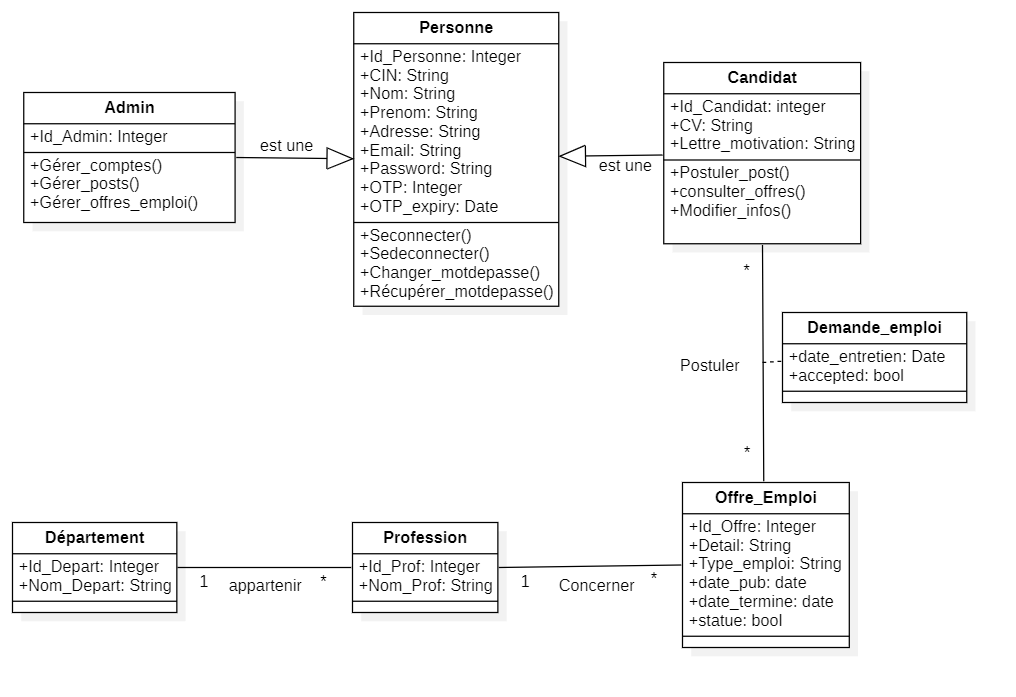 Personne
+Id_Personne: Integer
+CIN: String
+Nom: String
+Prenom: String
+Adresse: String
+Email: String
+Password: String
+OTP: Integer
+OTP_expiry: Date
+Seconnecter()
+Sedeconnecter()
+Changer_motdepasse()
+Récupérer_motdepasse()
Admin
+Id_Admin: Integer
+Gérer_comptes()
+Gérer_posts()
+Gérer_offres_emploi()
est une
Candidat
+Id_Candidat: integer
+CV: String
+Lettre_motivation: String
+Postuler_post()
+consulter_offres()
+Modifier_infos()
est une
*
Demande_emploi
+date_entretien: Date
+accepted: bool
Postuler
*
Offre_Emploi
+Id_Offre: Integer
+Detail: String
+Type_emploi: String
+date_pub: date
+date_termine: date
+statue: bool
Département
+Id_Depart: Integer
+Nom_Depart: String
1 appartenir *
Profession
+Id_Prof: Integer
+Nom_Prof: String
1 Concerner *